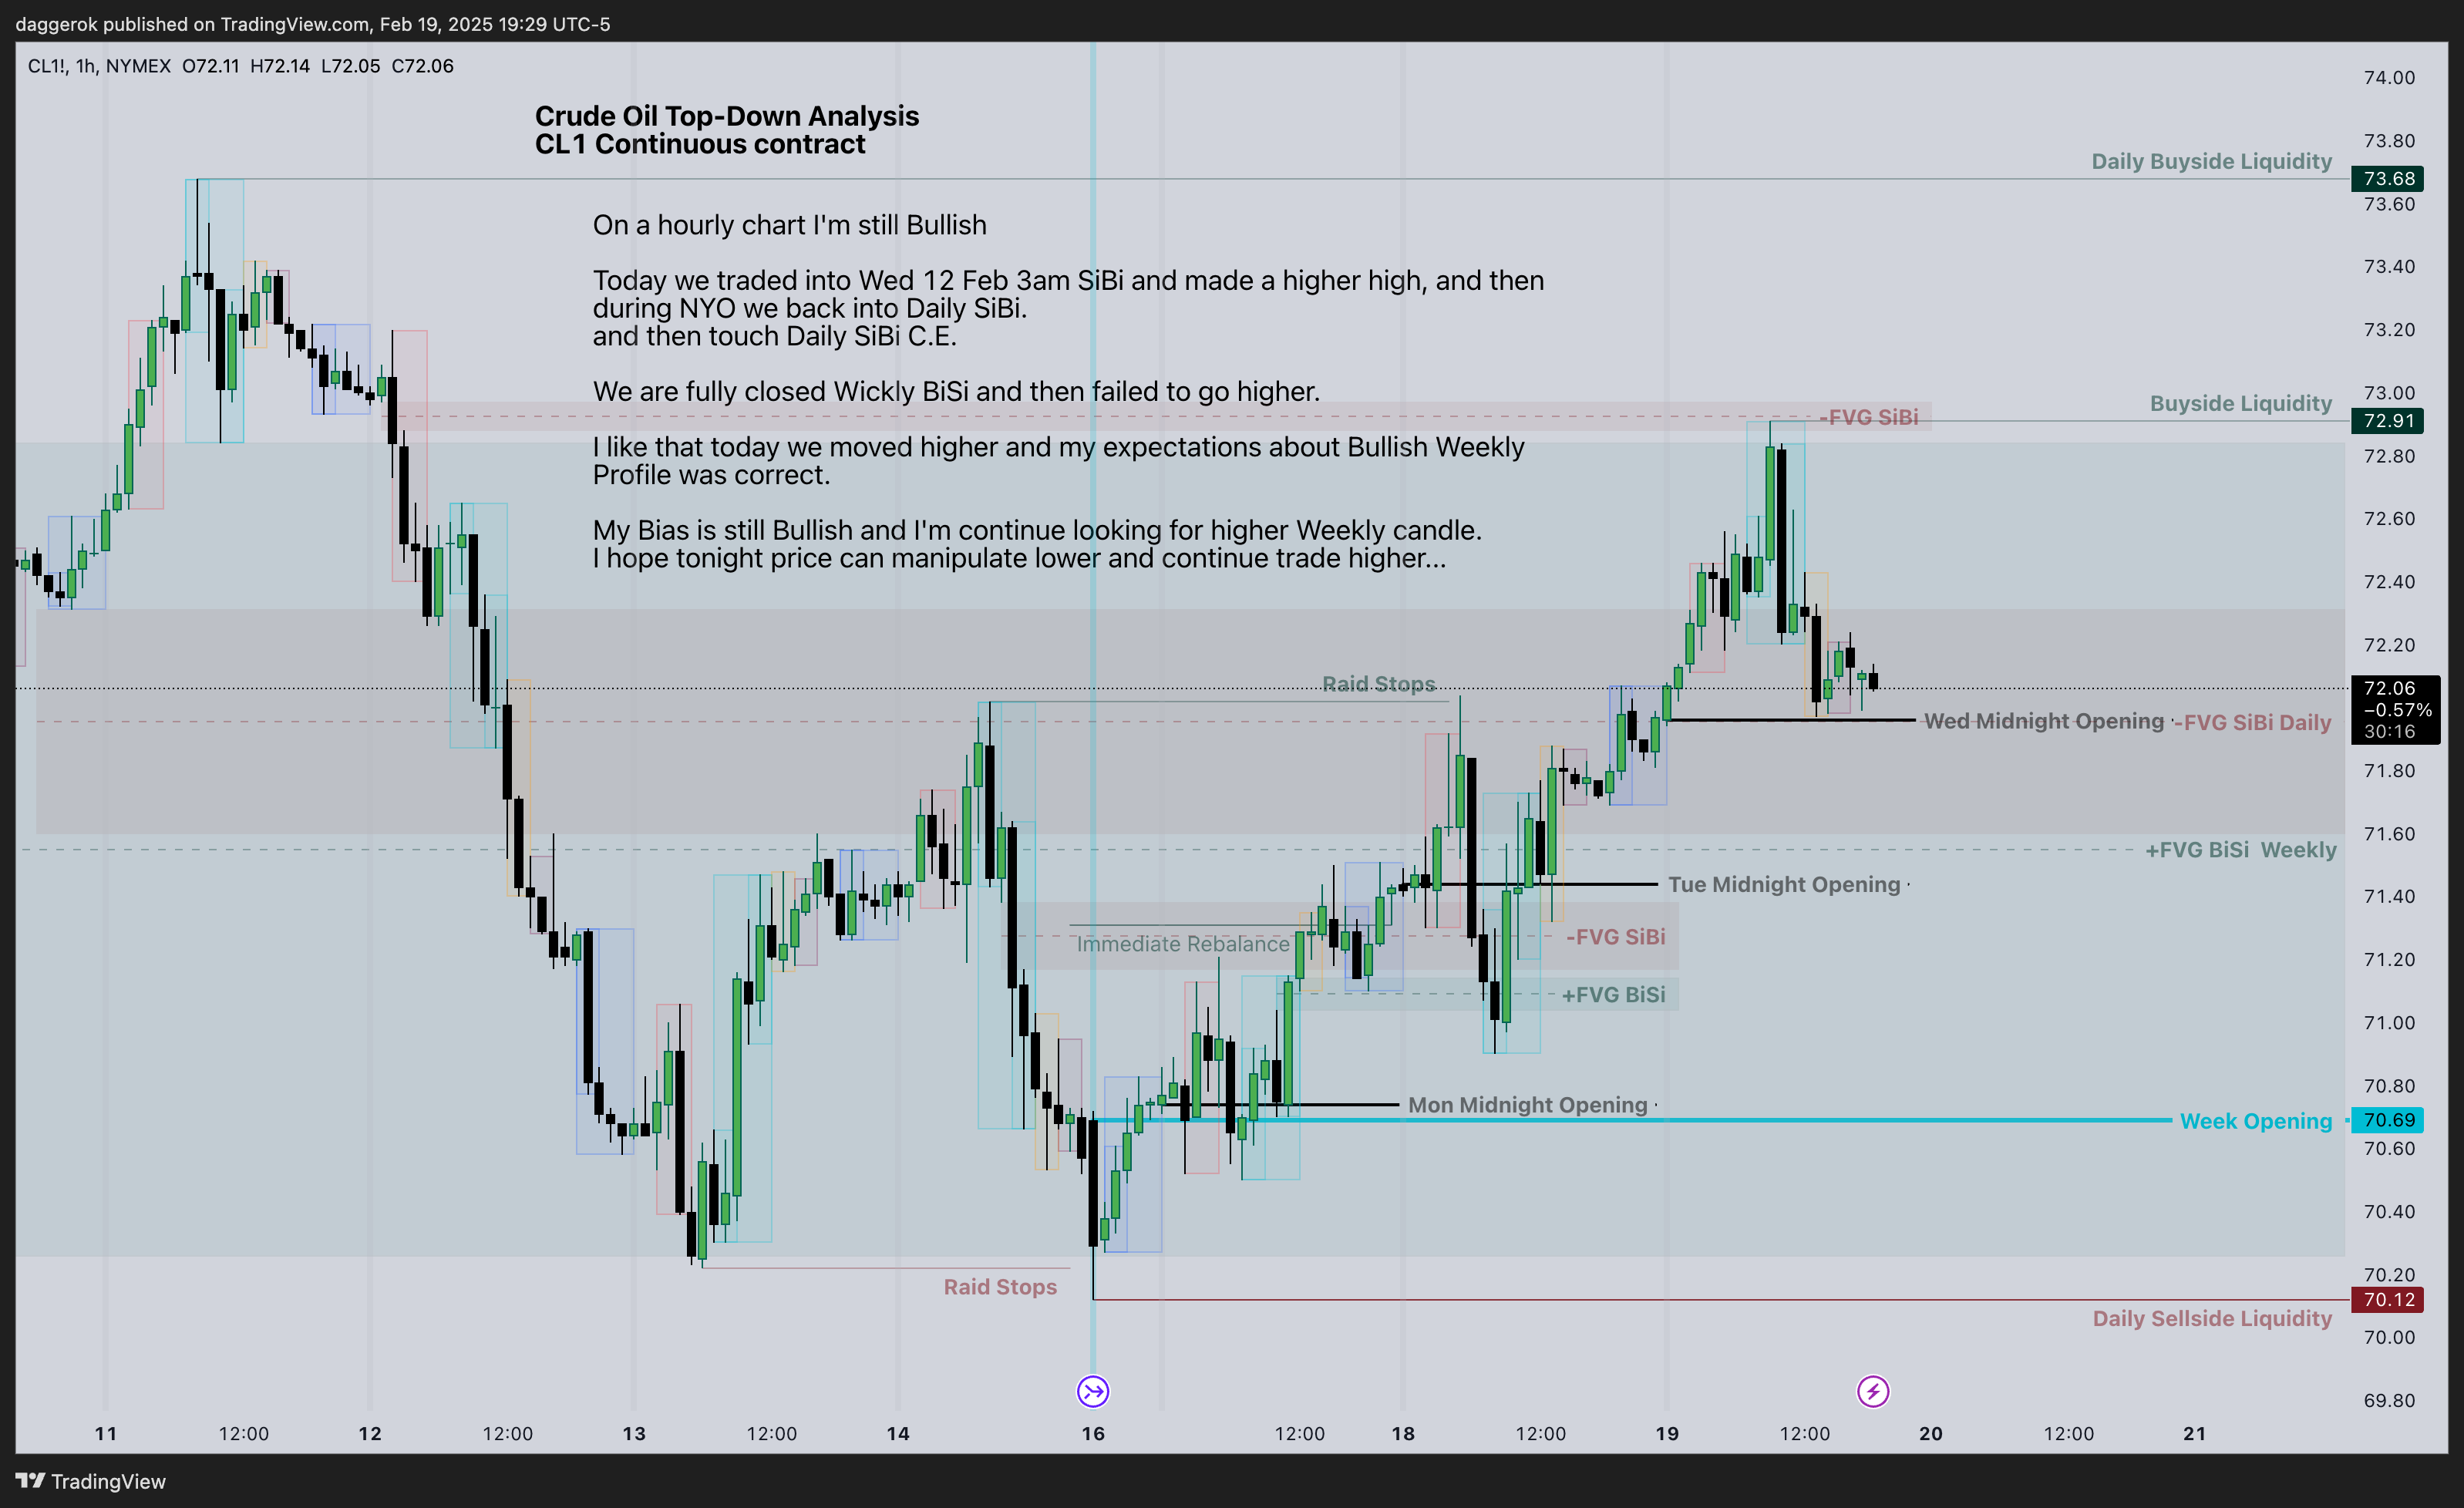 daggerok published on TradingView.com, Feb 19, 2025 19:29 UTC-5
CL1!, 1h, NYMEX O72.11 H72.14 L72.05 C72.06
Crude Oil Top-Down Analysis
CL1 Continuous contract
On a hourly chart I'm still Bullish
Today we traded into Wed 12 Feb 3am SiBi and made a higher high, and then
during NYO we back into Daily SiBi.
and then touch Daily SiBi C.E.
We are fully closed Wickly BiSi and then failed to go higher.
I like that today we moved higher and my expectations about Bullish Weekly
Profile was correct.
My Bias is still Bullish and I'm continue looking for higher Weekly candle.
I hope tonight price can manipulate lower and continue trade higher...
Daily Buyside Liquidity
Buyside Liquidity
-FVG SiBi
Raid Stops
Wed Midnight Opening
-FVG SiBi Daily
+FVG BiSi Weekly
Tue Midnight Opening
Immediate Rebalance
-FVG SiBi
+FVG BiSi
Mon Midnight Opening
Week Opening
Raid Stops
Daily Sellside Liquidity
74.00
73.80
73.68
73.60
73.40
73.20
73.00
72.91
72.80
72.60
72.40
72.20
72.06
−0.57%
30:16
71.80
71.60
71.40
71.20
71.00
70.80
70.69
70.60
70.40
70.20
70.12
70.00
69.80
11 12:00 12 12:00 13 12:00 14 16 12:00 18 12:00 19 12:00 20 12:00 21
TradingView